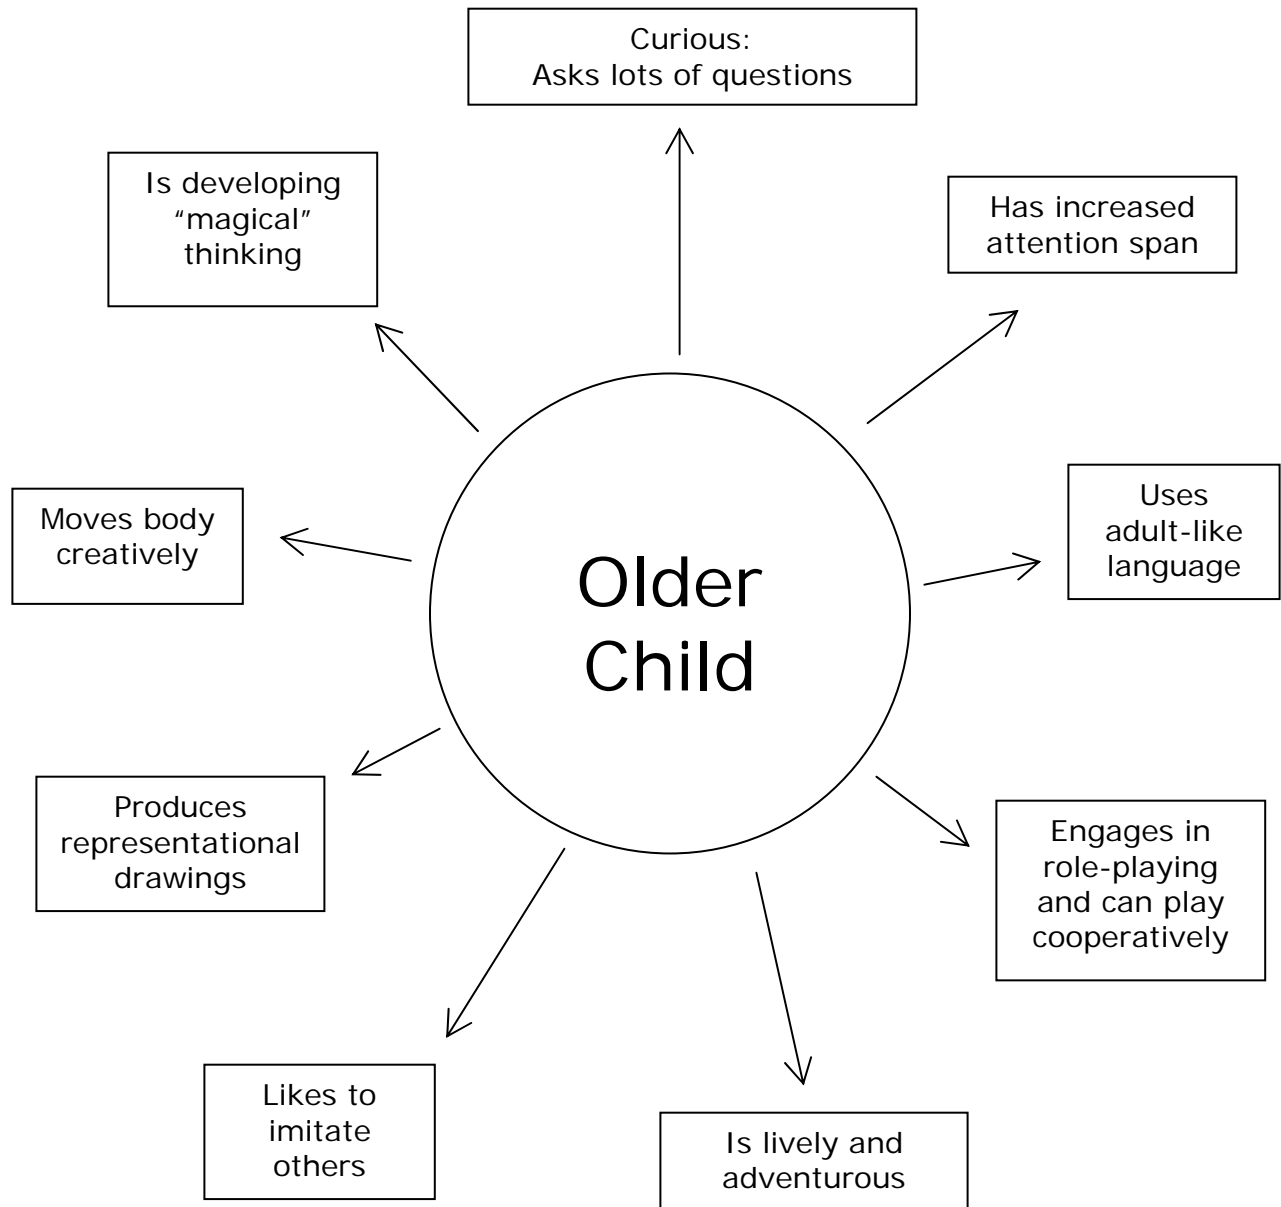 Curious:
Asks lots of questions
Is developing
“magical”
thinking
Has increased
attention span
Moves body
creatively
Uses
adult-like
language
Older
Child
Produces
representational
drawings
Engages in
role-playing
and can play
cooperatively
Likes to
imitate
others
Is lively and
adventurous